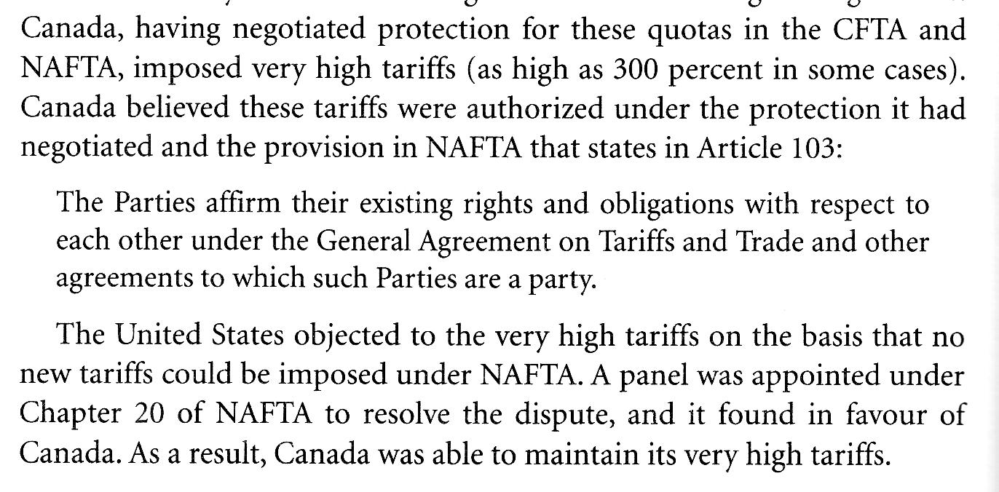 Canada, having negotiated protection for these quotas in the CFTA and
NAFTA, imposed very high tariffs (as high as 300 percent in some cases).
Canada believed these tariffs were authorized under the protection it had
negotiated and the provision in NAFTA that states in Article 103:
The Parties affirm their existing rights and obligations with respect to
each other under the General Agreement on Tariffs and Trade and other
agreements to which such Parties are a party.
The United States objected to the very high tariffs on the basis that no
new tariffs could be imposed under NAFTA. A panel was appointed under
Chapter 20 of NAFTA to resolve the dispute, and it found in favour of
Canada. As a result, Canada was able to maintain its very high tariffs.